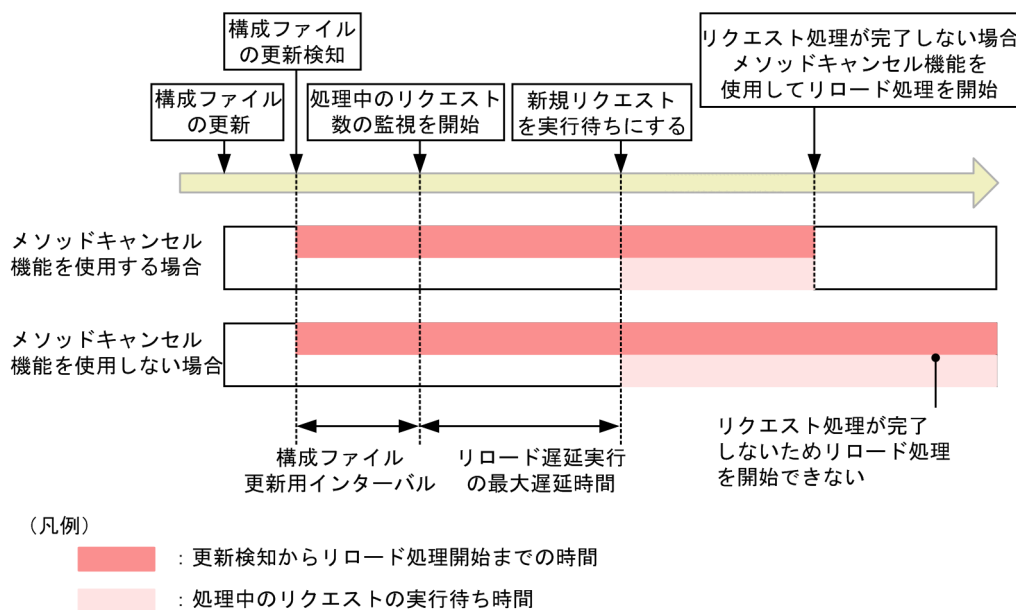 構成ファイル
の更新検知
リクエスト処理が完了しない場合
メソッドキャンセル機能を
使用してリロード処理を開始
構成ファイル
の更新
処理中のリクエスト
数の監視を開始
新規リクエスト
を実行待ちにする
メソッドキャンセル
機能を使用する場合
メソッドキャンセル
機能を使用しない場合
構成ファイル
更新用インターバル
リロード遅延実行
の最大遅延時間
リクエスト処理が完了
しないためリロード処理
を開始できない
（凡例）
：更新検知からリロード処理開始までの時間
：処理中のリクエストの実行待ち時間